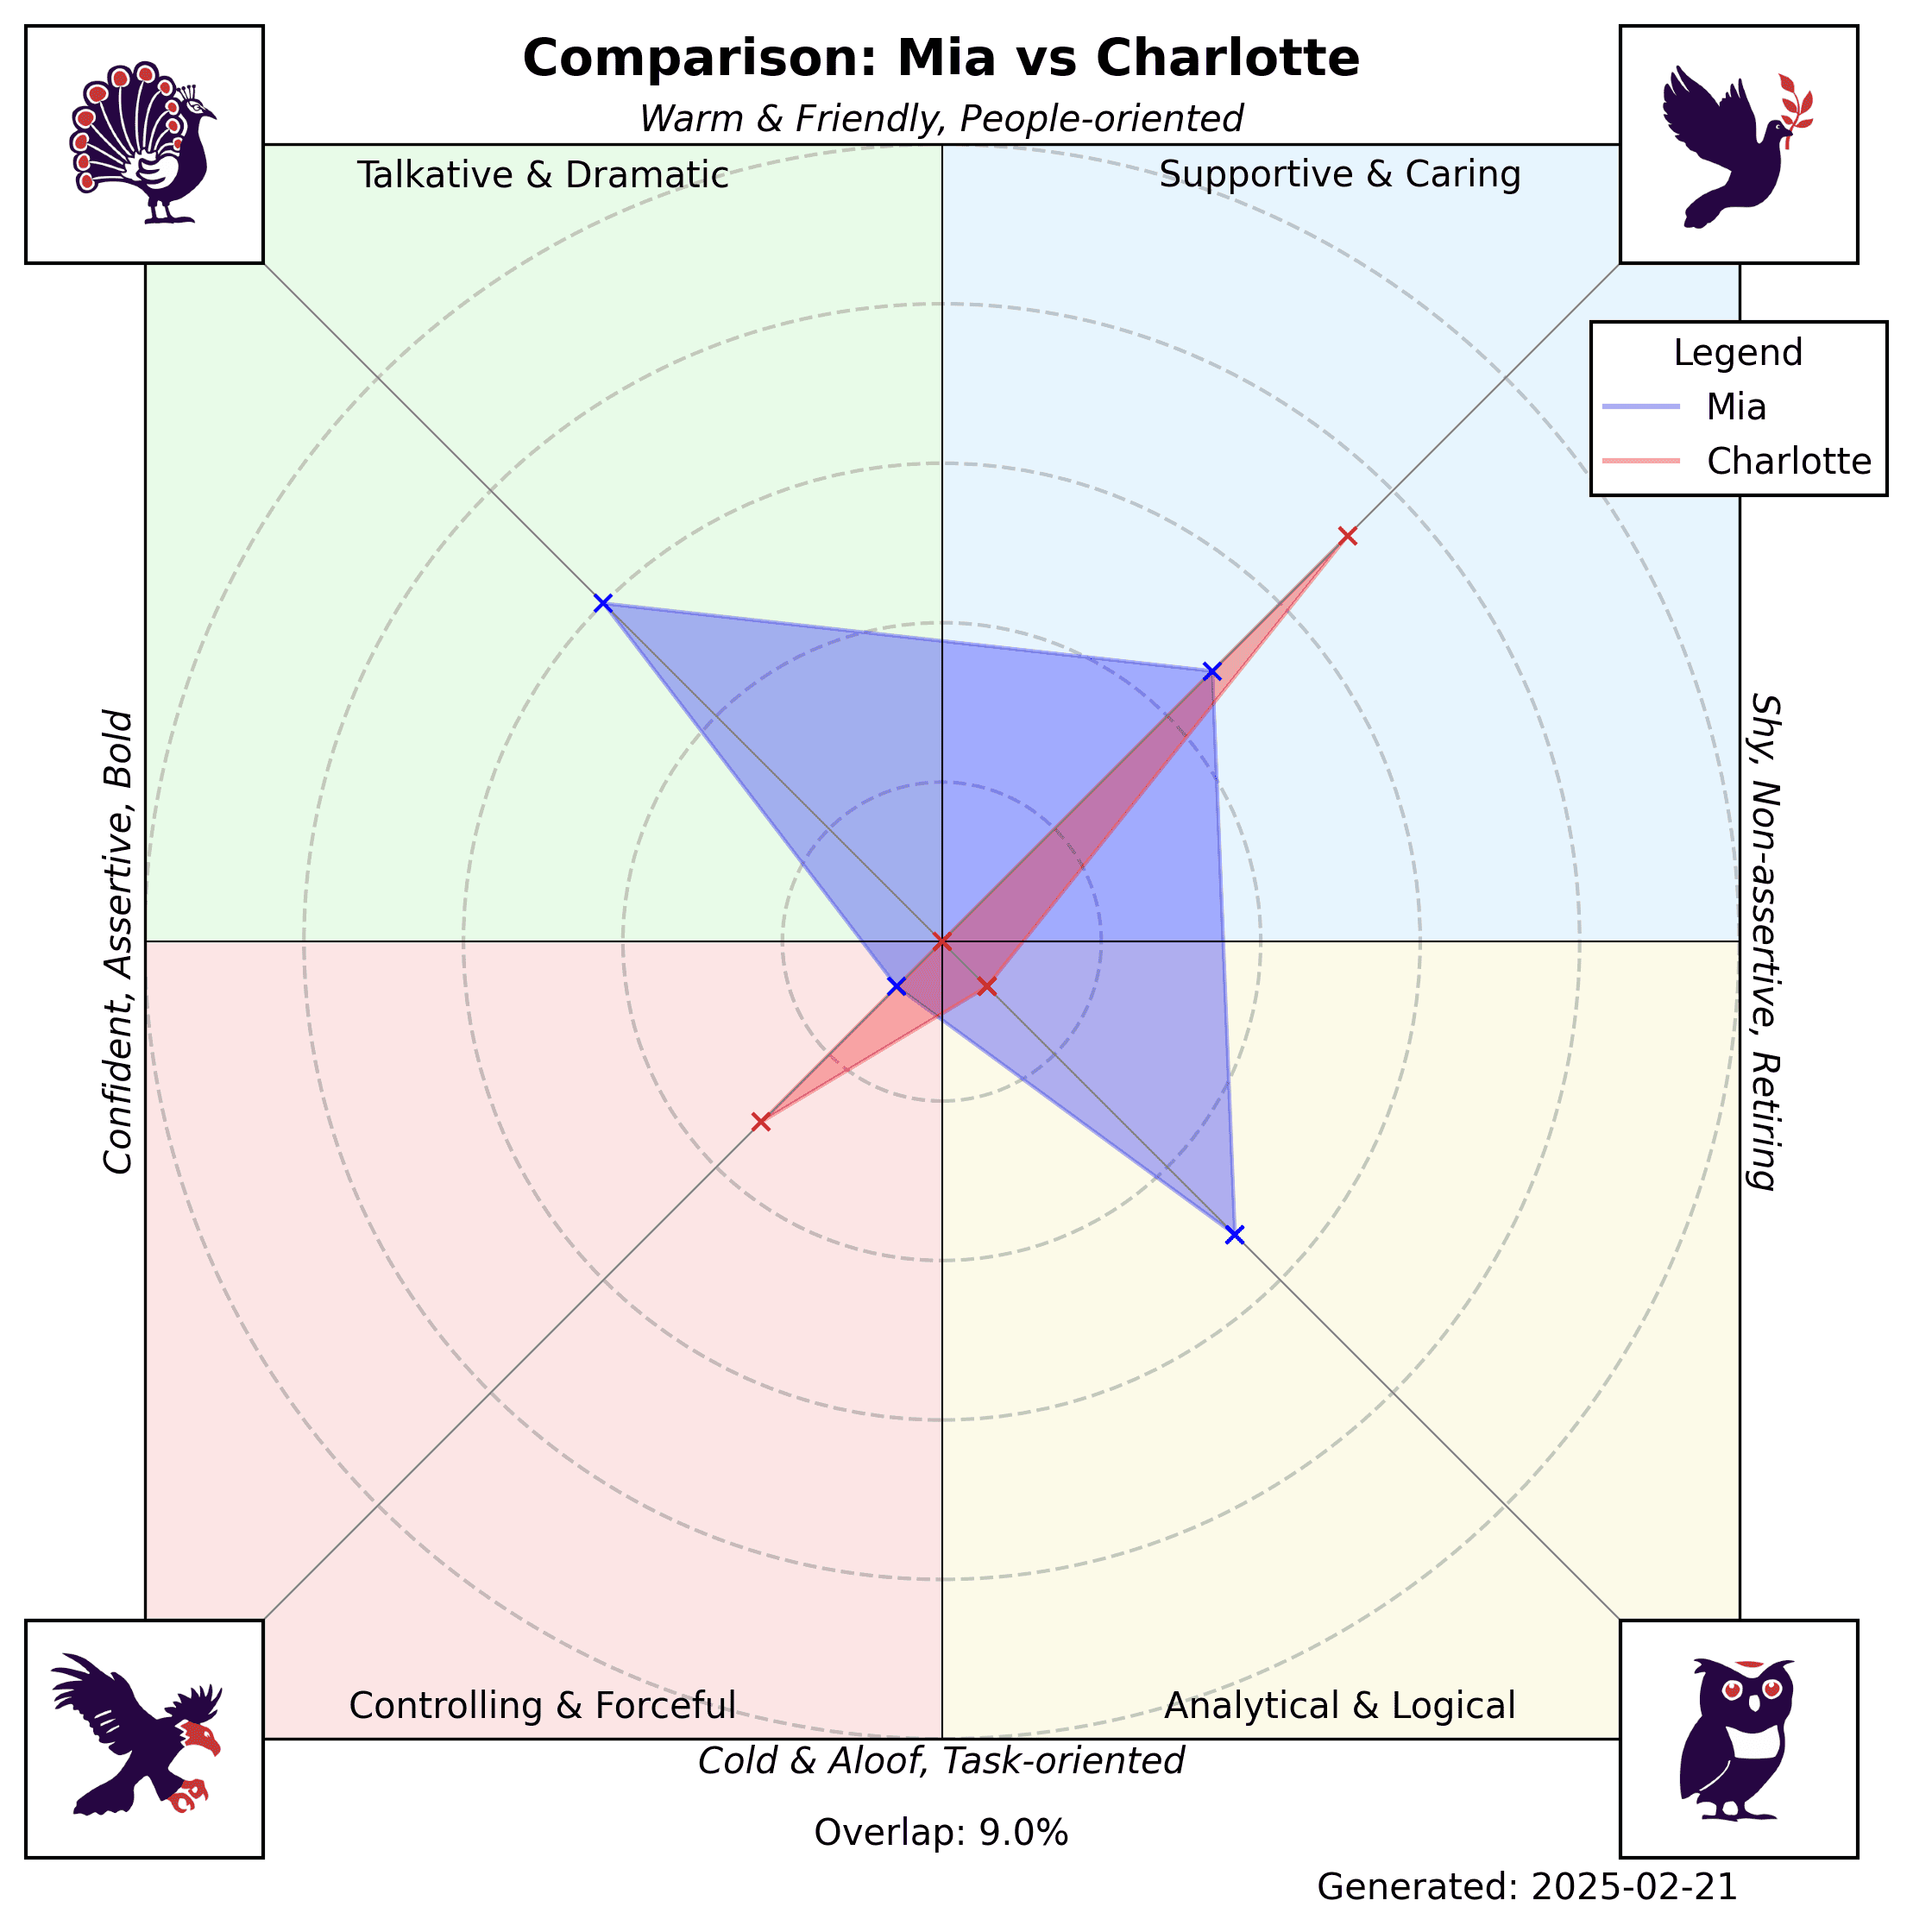 Comparison: Mia vs Charlotte
Warm & Friendly, People-oriented
Talkative & Dramatic
Supportive & Caring
Legend
Mia
Charlotte
Confident, Assertive, Bold
Shy, Non-assertive, Retiring
Controlling & Forceful
Analytical & Logical
Cold & Aloof, Task-oriented
Overlap: 9.0%
Generated: 2025-02-21